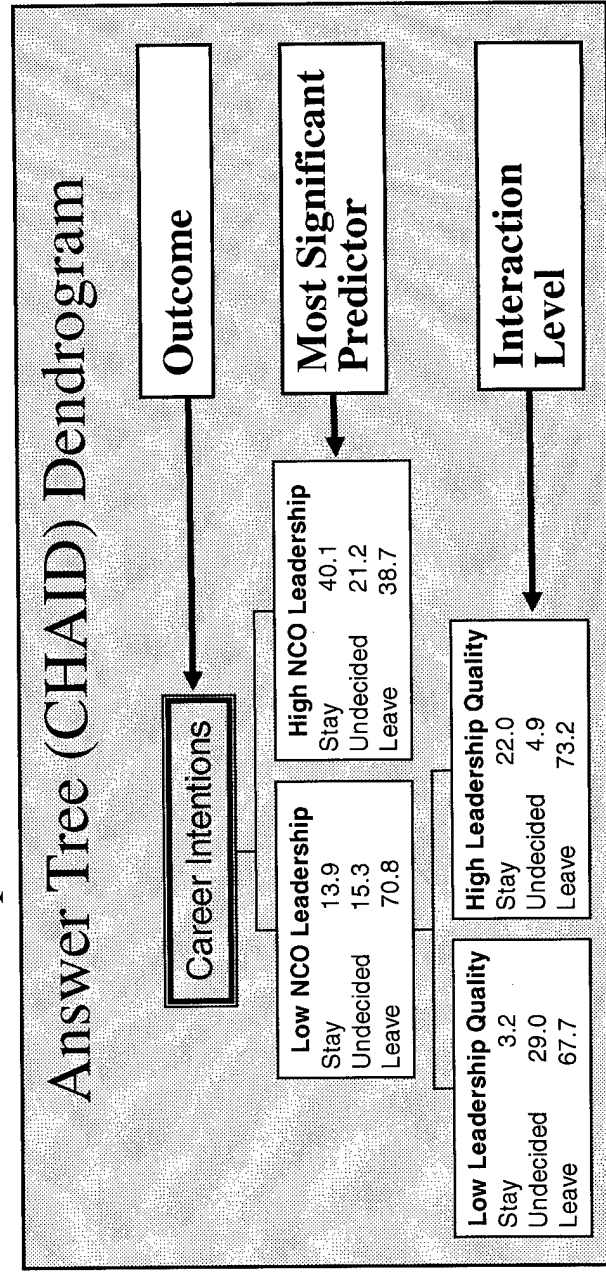 Answer Tree (CHAID) Dendrogram
Career Intentions
Outcome
Low NCO Leadership
Stay 13.9
Undecided 15.3
Leave 70.8
High NCO Leadership
Stay 40.1
Undecided 21.2
Leave 38.7
Most Significant
Predictor
Low Leadership Quality
Stay 3.2
Undecided 29.0
Leave 67.7
High Leadership Quality
Stay 22.0
Undecided 4.9
Leave 73.2
Interaction
Level